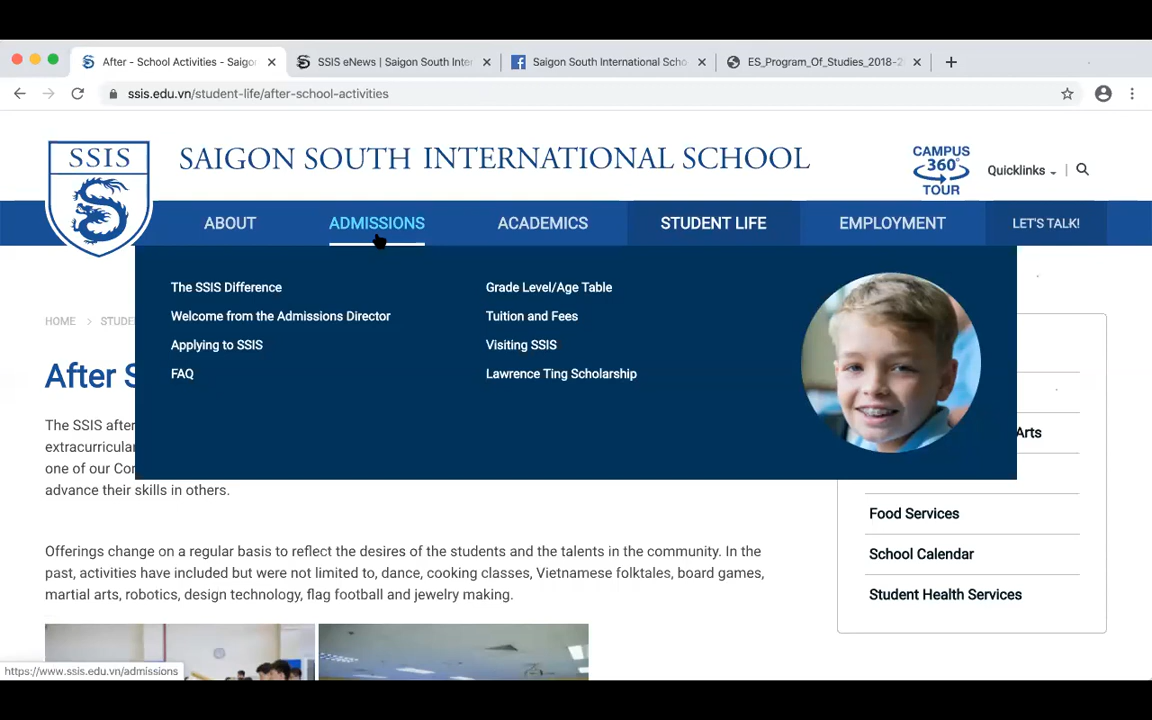 After - School Activities - Saigo
SSIS eNews | Saigon South Inter
Saigon South International Scho
ES_Program_Of_Studies_2018-2
ssis.edu.vn/student-life/after-school-activities
SSIS
SAIGON SOUTH INTERNATIONAL SCHOOL
CAMPUS
360°
TOUR
Quicklinks
ABOUT
ADMISSIONS
ACADEMICS
STUDENT LIFE
EMPLOYMENT
LET'S TALK!
The SSIS Difference
Welcome from the Admissions Director
Applying to SSIS
FAQ
Grade Level/Age Table
Tuition and Fees
Visiting SSIS
Lawrence Ting Scholarship
HOME > STUDE
After S
The SSIS after
extracurricular
one of our Cor
advance their skills in others.
Offerings change on a regular basis to reflect the desires of the students and the talents in the community. In the
past, activities have included but were not limited to, dance, cooking classes, Vietnamese folktales, board games,
martial arts, robotics, design technology, flag football and jewelry making.
Arts
Food Services
School Calendar
Student Health Services
https://www.ssis.edu.vn/admissions